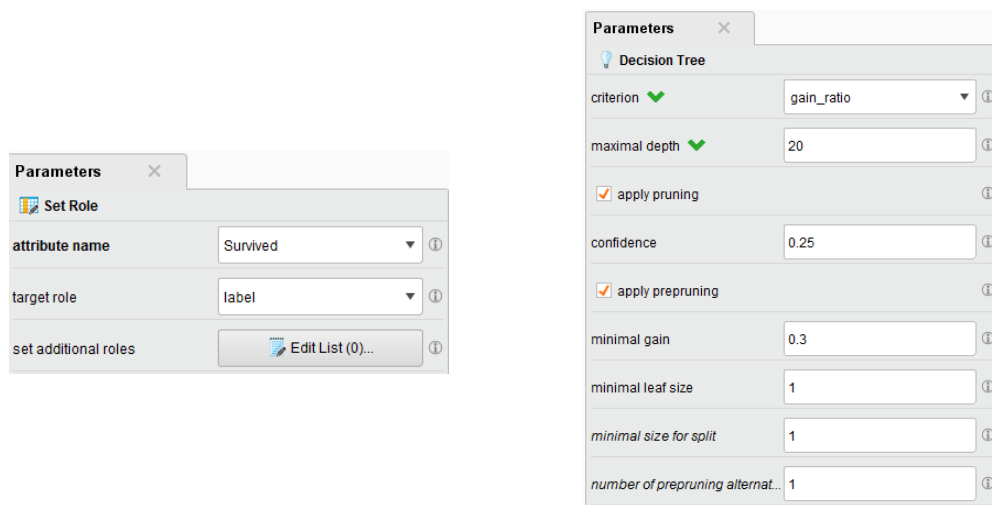 Parameters
Set Role
attribute name Survived
target role label
set additional roles Edit List (0)...
Parameters
Decision Tree
criterion gain_ratio
maximal depth 20
apply pruning
confidence 0.25
apply prepruning
minimal gain 0.3
minimal leaf size 1
minimal size for split 1
number of prepruning alternat... 1